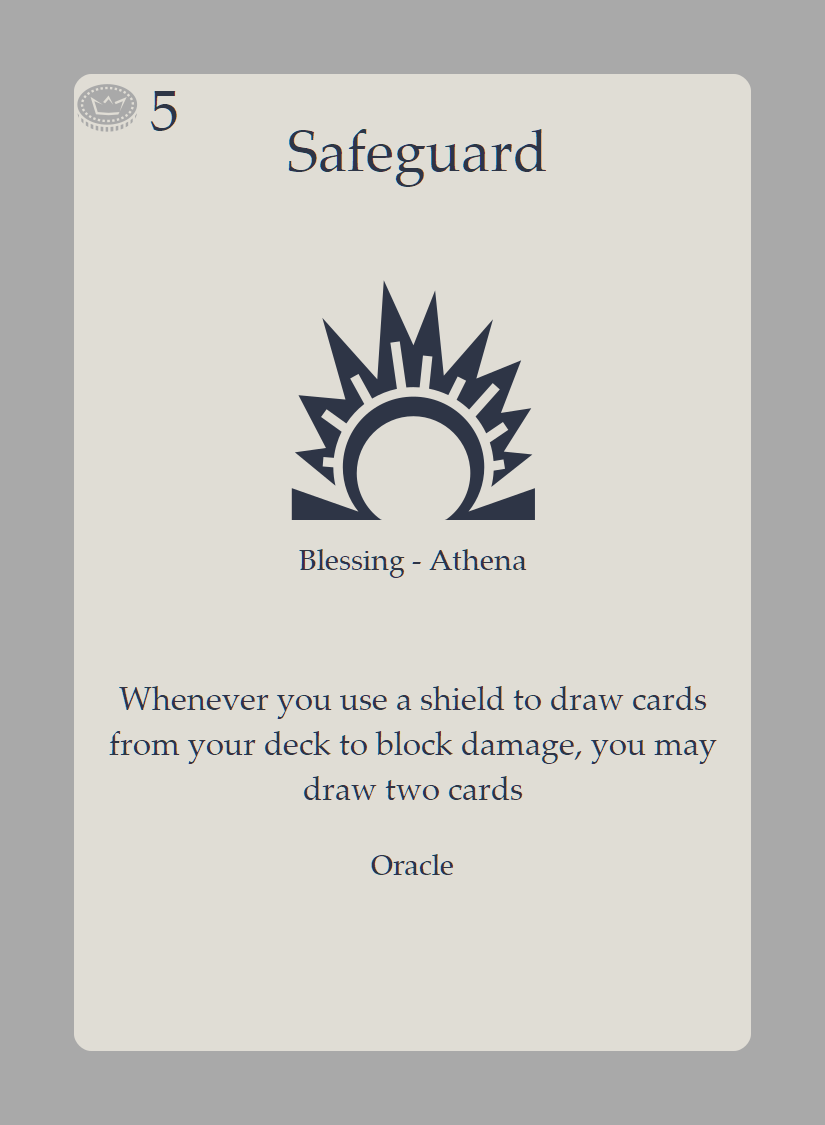 5
Safeguard
Blessing - Athena
Whenever you use a shield to draw cards
from your deck to block damage, you may
draw two cards
Oracle